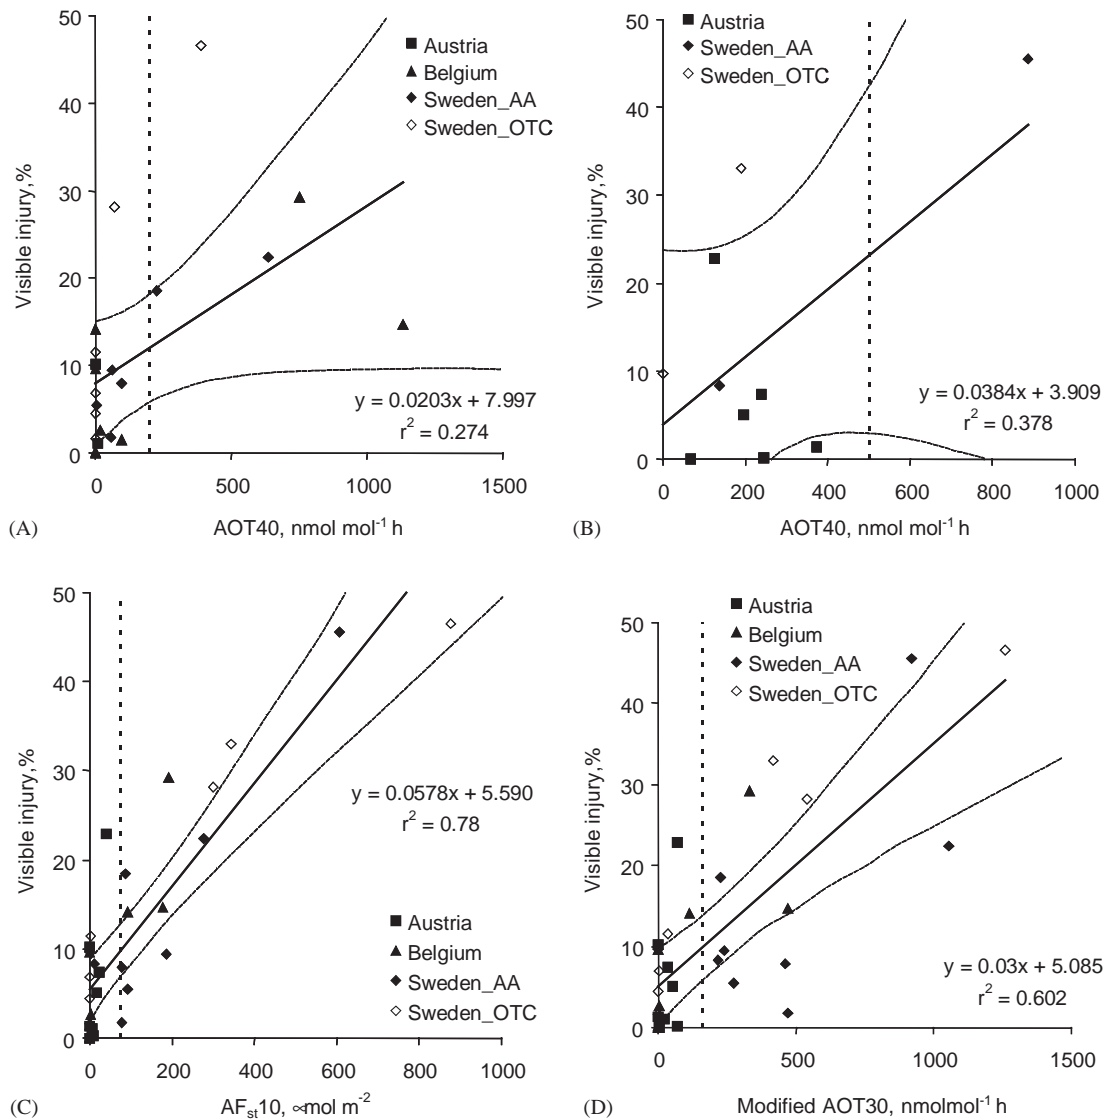 50
40
30
20
10
0
Visible injury,%
Austria
Belgium
Sweden_AA
Sweden_OTC
y = 0.0203x + 7.997
r² = 0.274
0 500 1000 1500
(A) AOT40, nmol mol⁻¹ h
50
40
30
20
10
0
Visible injury,%
Austria
Sweden_AA
Sweden_OTC
y = 0.0384x + 3.909
r² = 0.378
0 200 400 600 800 1000
(B) AOT40, nmol mol⁻¹ h
50
40
30
20
10
0
Visible injury,%
y = 0.0578x + 5.590
r² = 0.78
Austria
Belgium
Sweden_AA
Sweden_OTC
0 200 400 600 800 1000
(C) AFst10, ∝mol m⁻²
50
40
30
20
10
0
Visible injury,%
Austria
Belgium
Sweden_AA
Sweden_OTC
y = 0.03x + 5.085
r² = 0.602
0 500 1000 1500
(D) Modified AOT30, nmolmol⁻¹ h